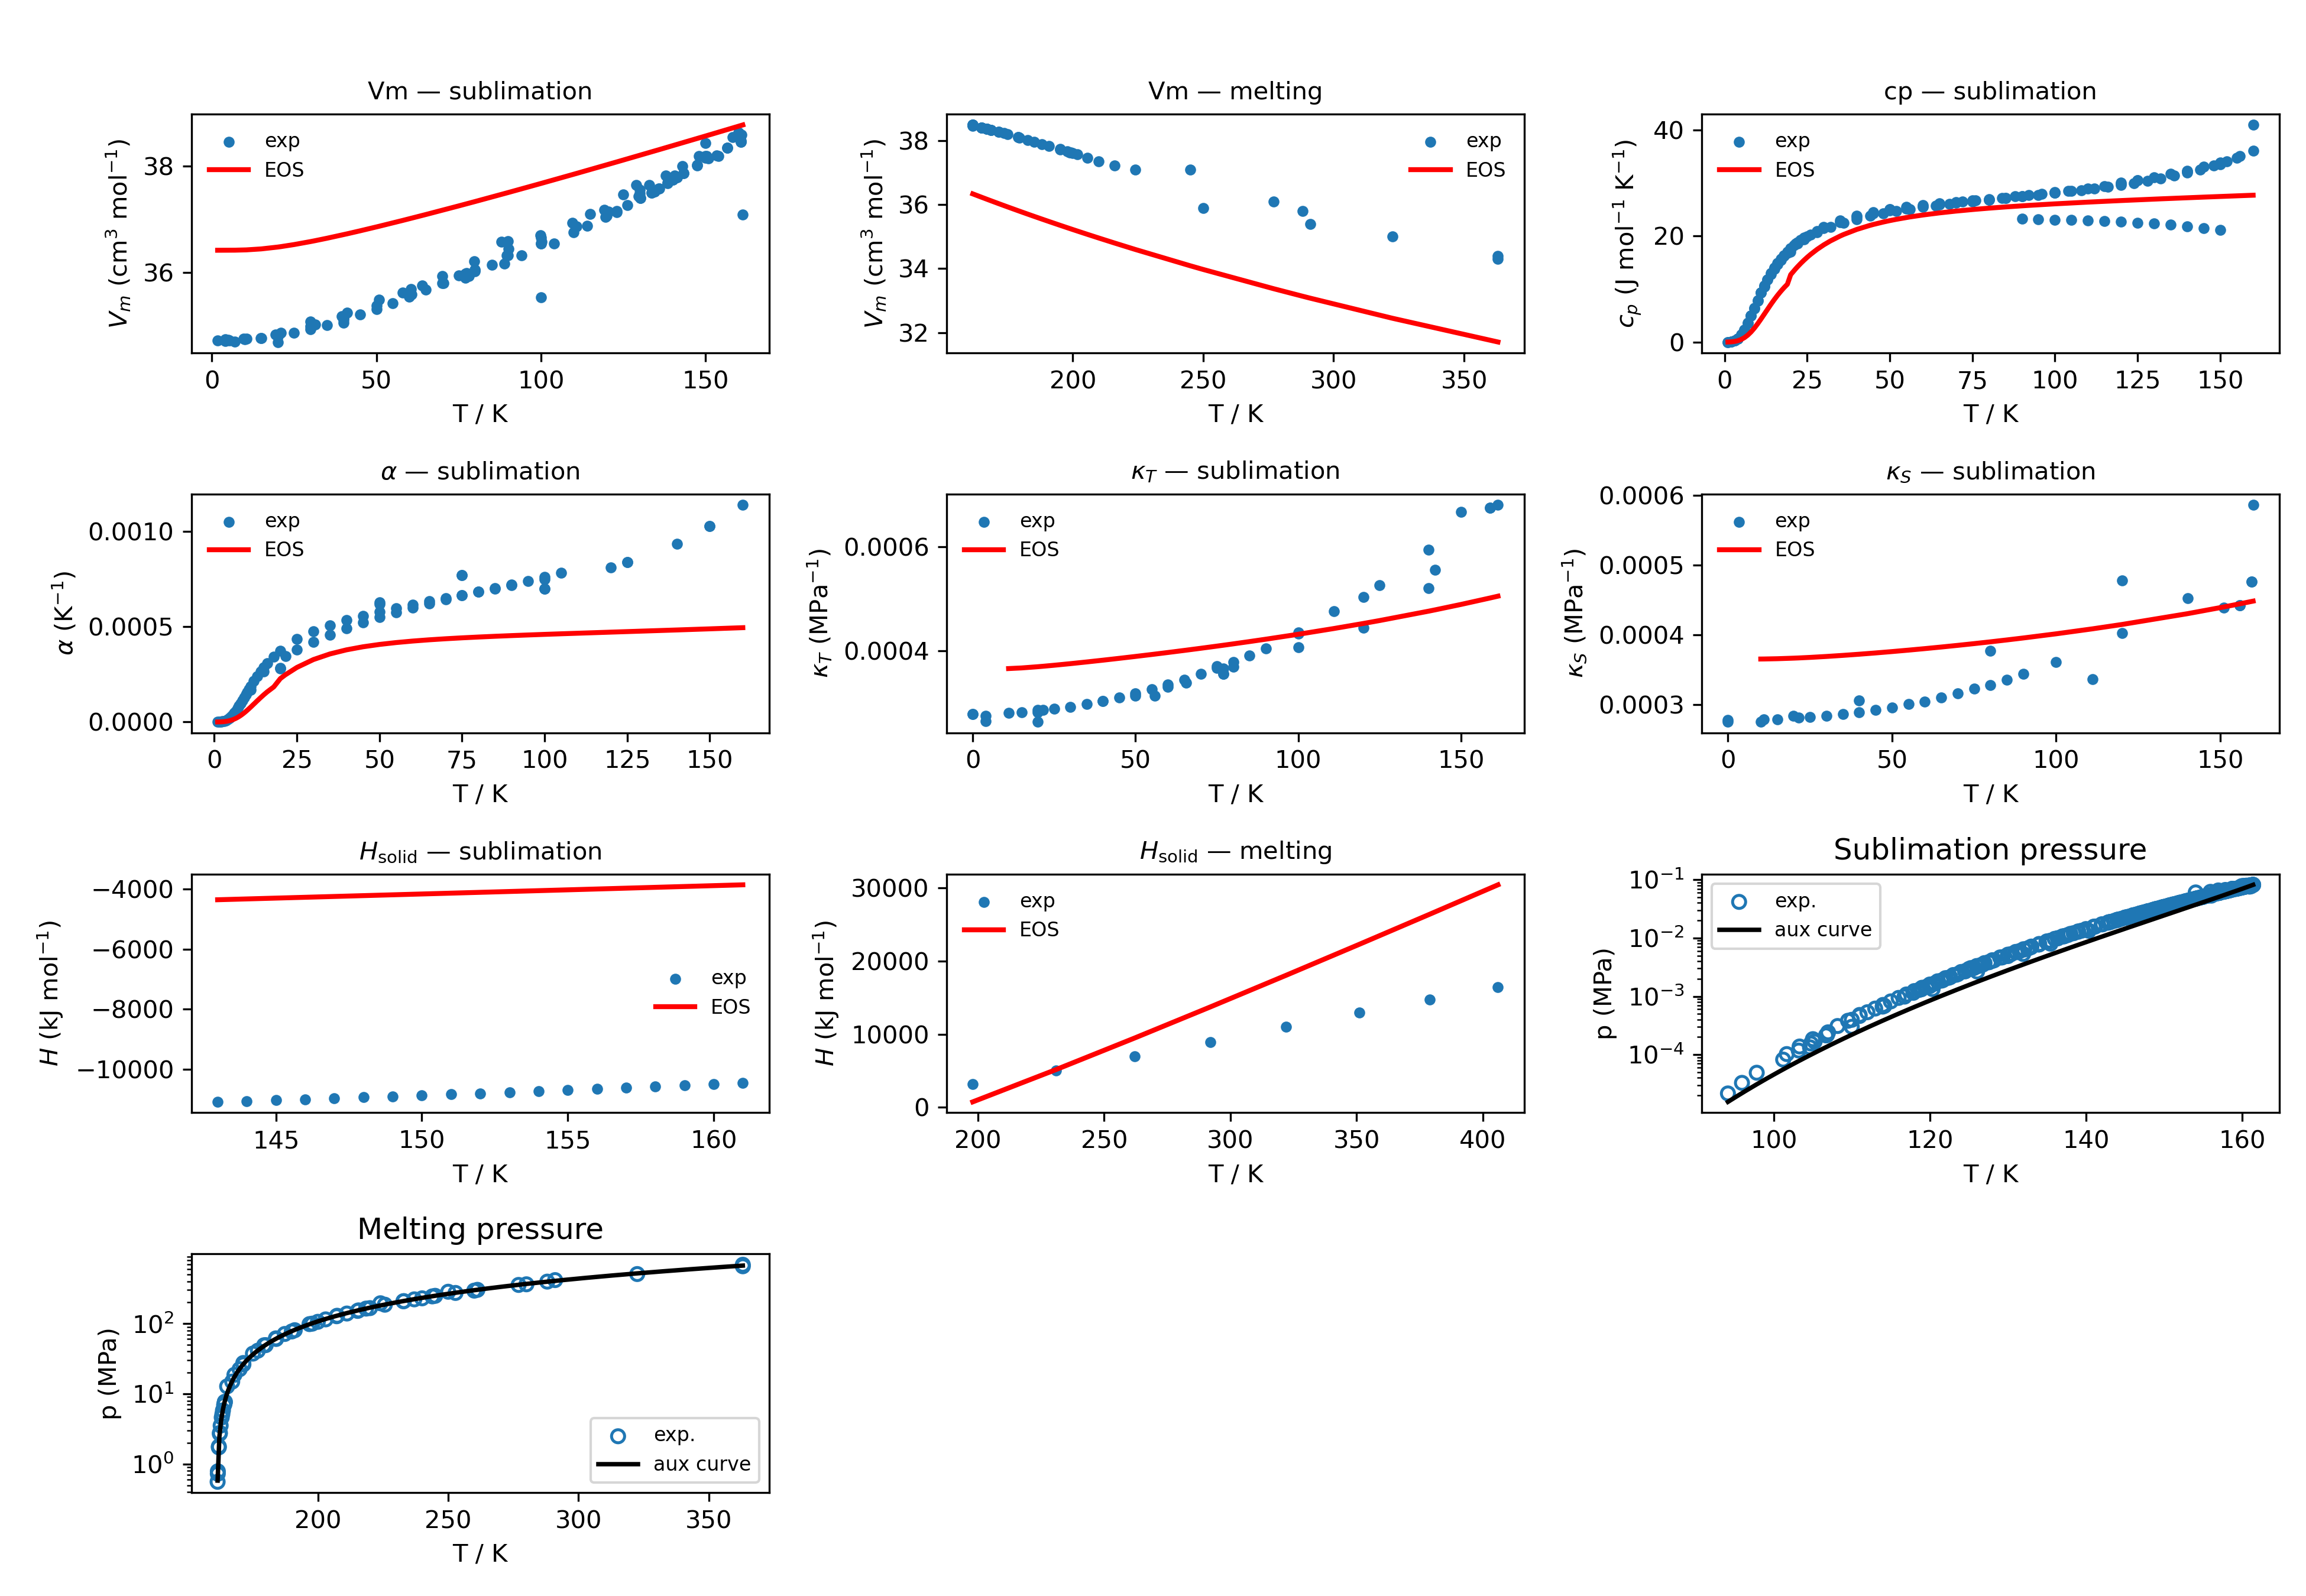 Vm — sublimation
V_m (cm³ mol⁻¹)
38
36
exp
EOS
0 50 100 150
T / K
Vm — melting
V_m (cm³ mol⁻¹)
38
36
34
32
exp
EOS
200 250 300 350
T / K
cp — sublimation
c_p (J mol⁻¹ K⁻¹)
40
20
0
exp
EOS
0 25 50 75 100 125 150
T / K
α — sublimation
α (K⁻¹)
0.0010
0.0005
0.0000
exp
EOS
0 25 50 75 100 125 150
T / K
κ_T — sublimation
κ_T (MPa⁻¹)
0.0006
0.0004
exp
EOS
0 50 100 150
T / K
κ_S — sublimation
κ_S (MPa⁻¹)
0.0006
0.0005
0.0004
0.0003
exp
EOS
0 50 100 150
T / K
H_solid — sublimation
H (kJ mol⁻¹)
−4000
−6000
−8000
−10000
exp
EOS
145 150 155 160
T / K
H_solid — melting
H (kJ mol⁻¹)
30000
20000
10000
0
exp
EOS
200 250 300 350 400
T / K
Sublimation pressure
p (MPa)
10⁻¹
10⁻²
10⁻³
10⁻⁴
exp.
aux curve
100 120 140 160
T / K
Melting pressure
p (MPa)
10²
10¹
10⁰
exp.
aux curve
200 250 300 350
T / K